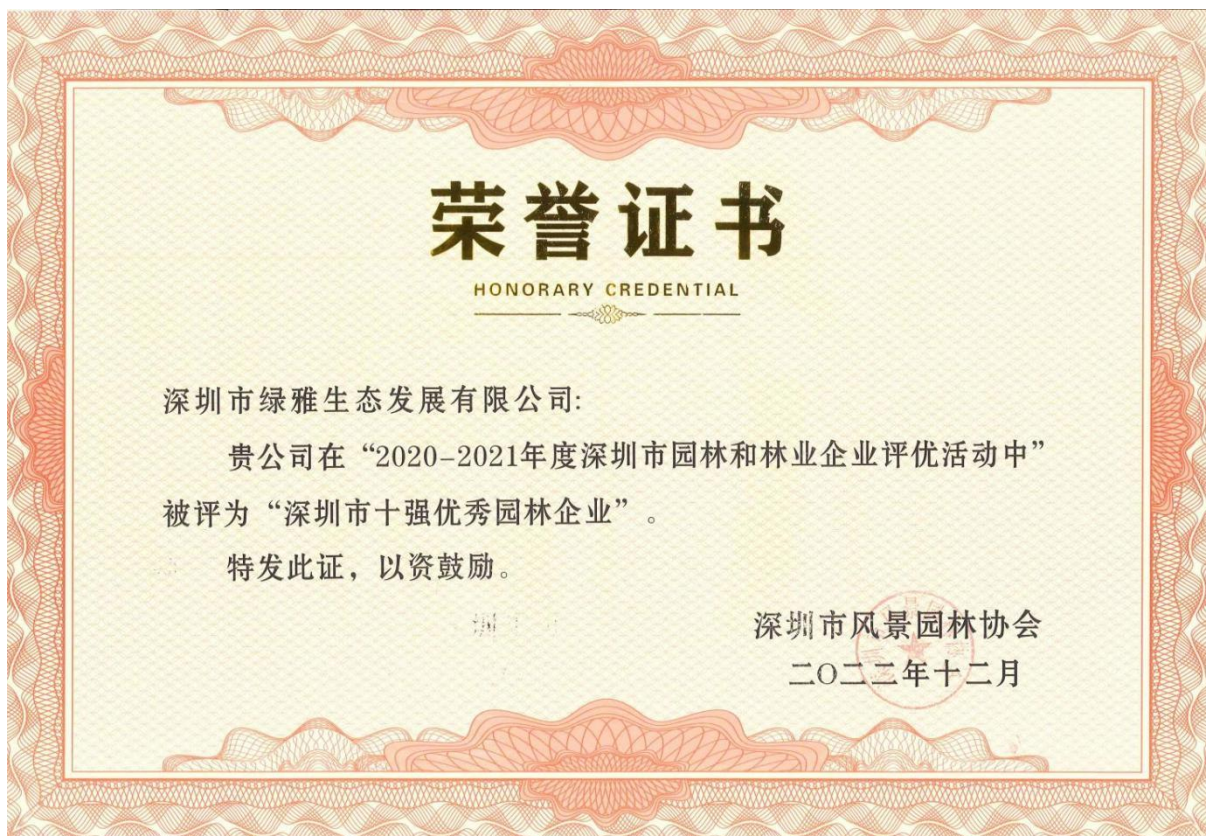 荣誉证书
HONORARY CREDENTIAL
深圳市绿雅生态发展有限公司:
贵公司在“2020-2021年度深圳市园林和林业企业评优活动中”
被评为“深圳市十强优秀园林企业”。
特发此证，以资鼓励。
深圳市风景园林协会
二〇二二年十二月